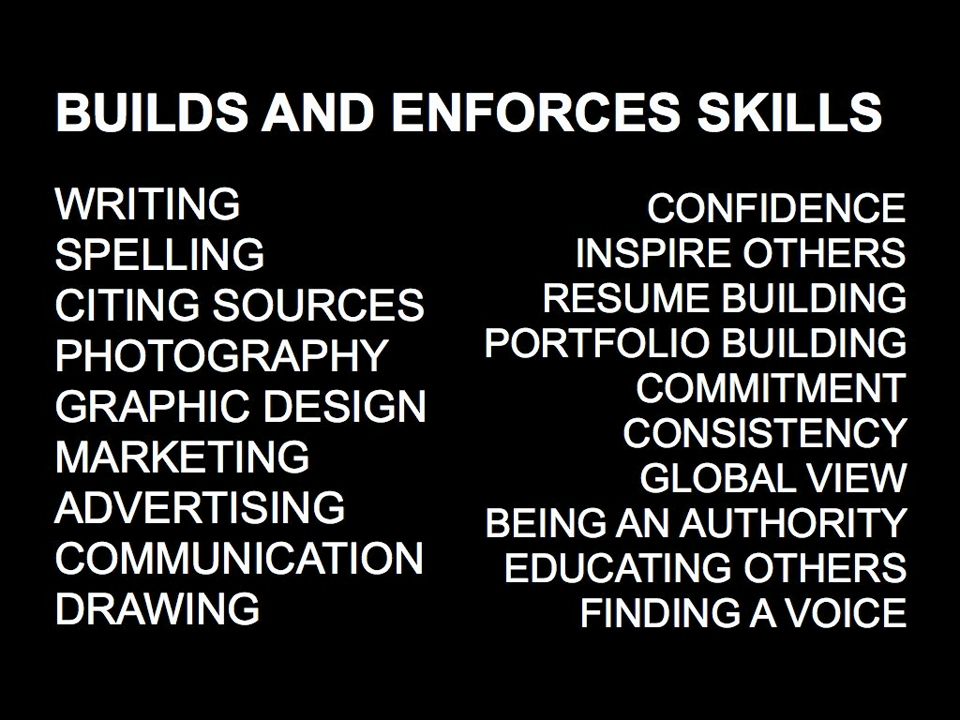 BUILDS AND ENFORCES SKILLS
WRITING
SPELLING
CITING SOURCES
PHOTOGRAPHY
GRAPHIC DESIGN
MARKETING
ADVERTISING
COMMUNICATION
DRAWING
CONFIDENCE
INSPIRE OTHERS
RESUME BUILDING
PORTFOLIO BUILDING
COMMITMENT
CONSISTENCY
GLOBAL VIEW
BEING AN AUTHORITY
EDUCATING OTHERS
FINDING A VOICE